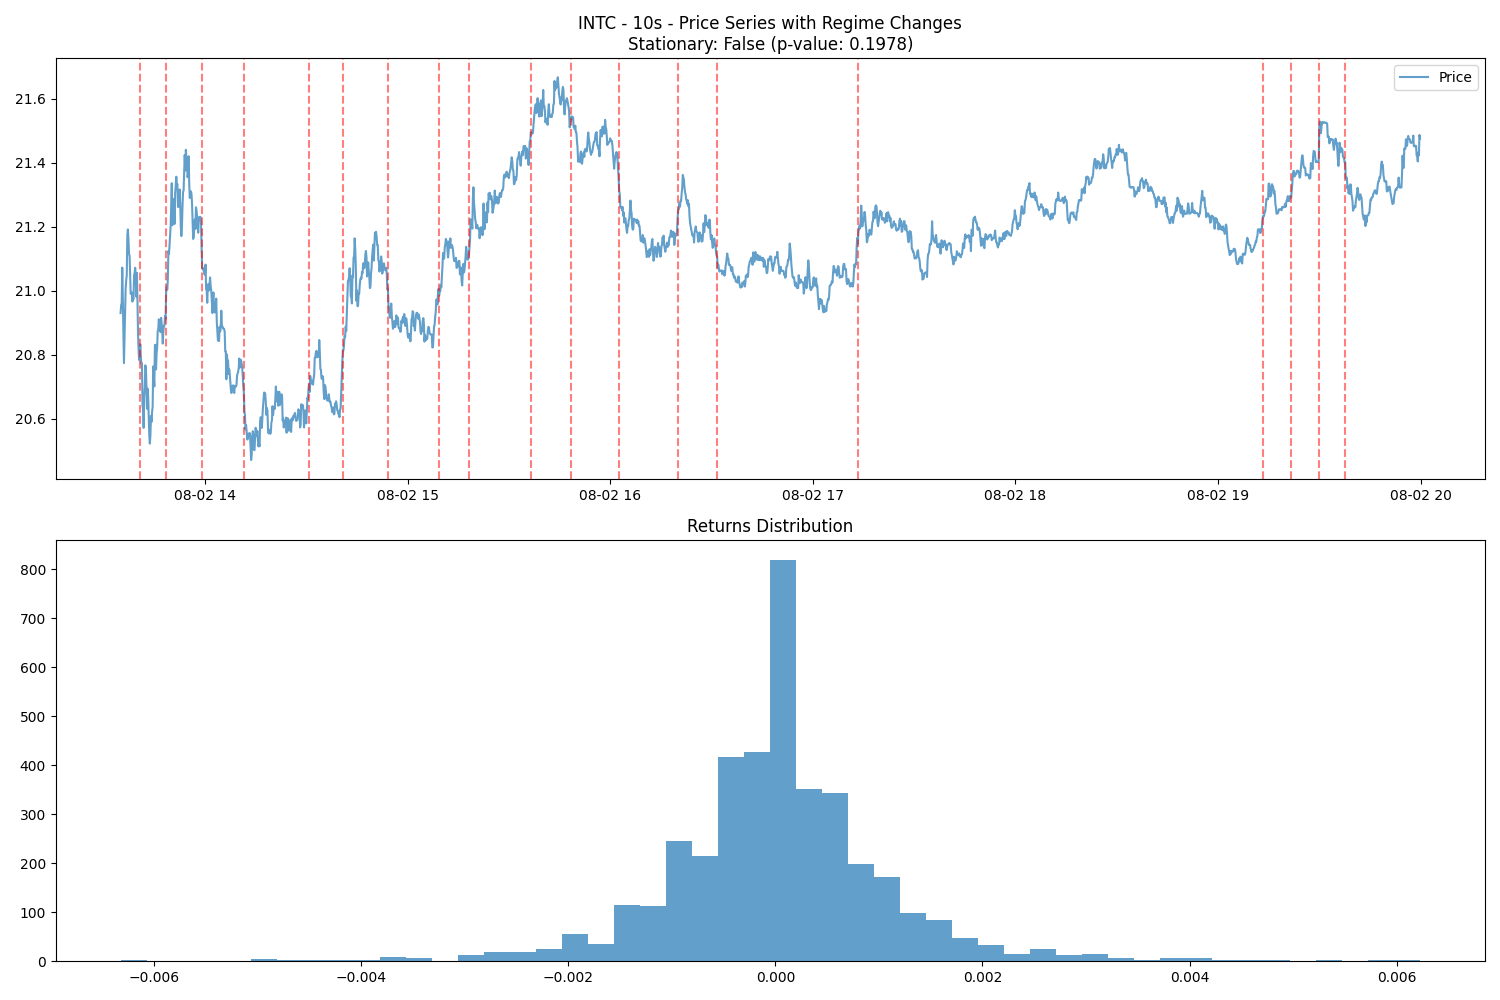 INTC - 10s - Price Series with Regime Changes
Stationary: False (p-value: 0.1978)
Price
21.6
21.4
21.2
21.0
20.8
20.6
08-02 14 08-02 15 08-02 16 08-02 17 08-02 18 08-02 19 08-02 20
Returns Distribution
800
700
600
500
400
300
200
100
0
−0.006 −0.004 −0.002 0.000 0.002 0.004 0.006